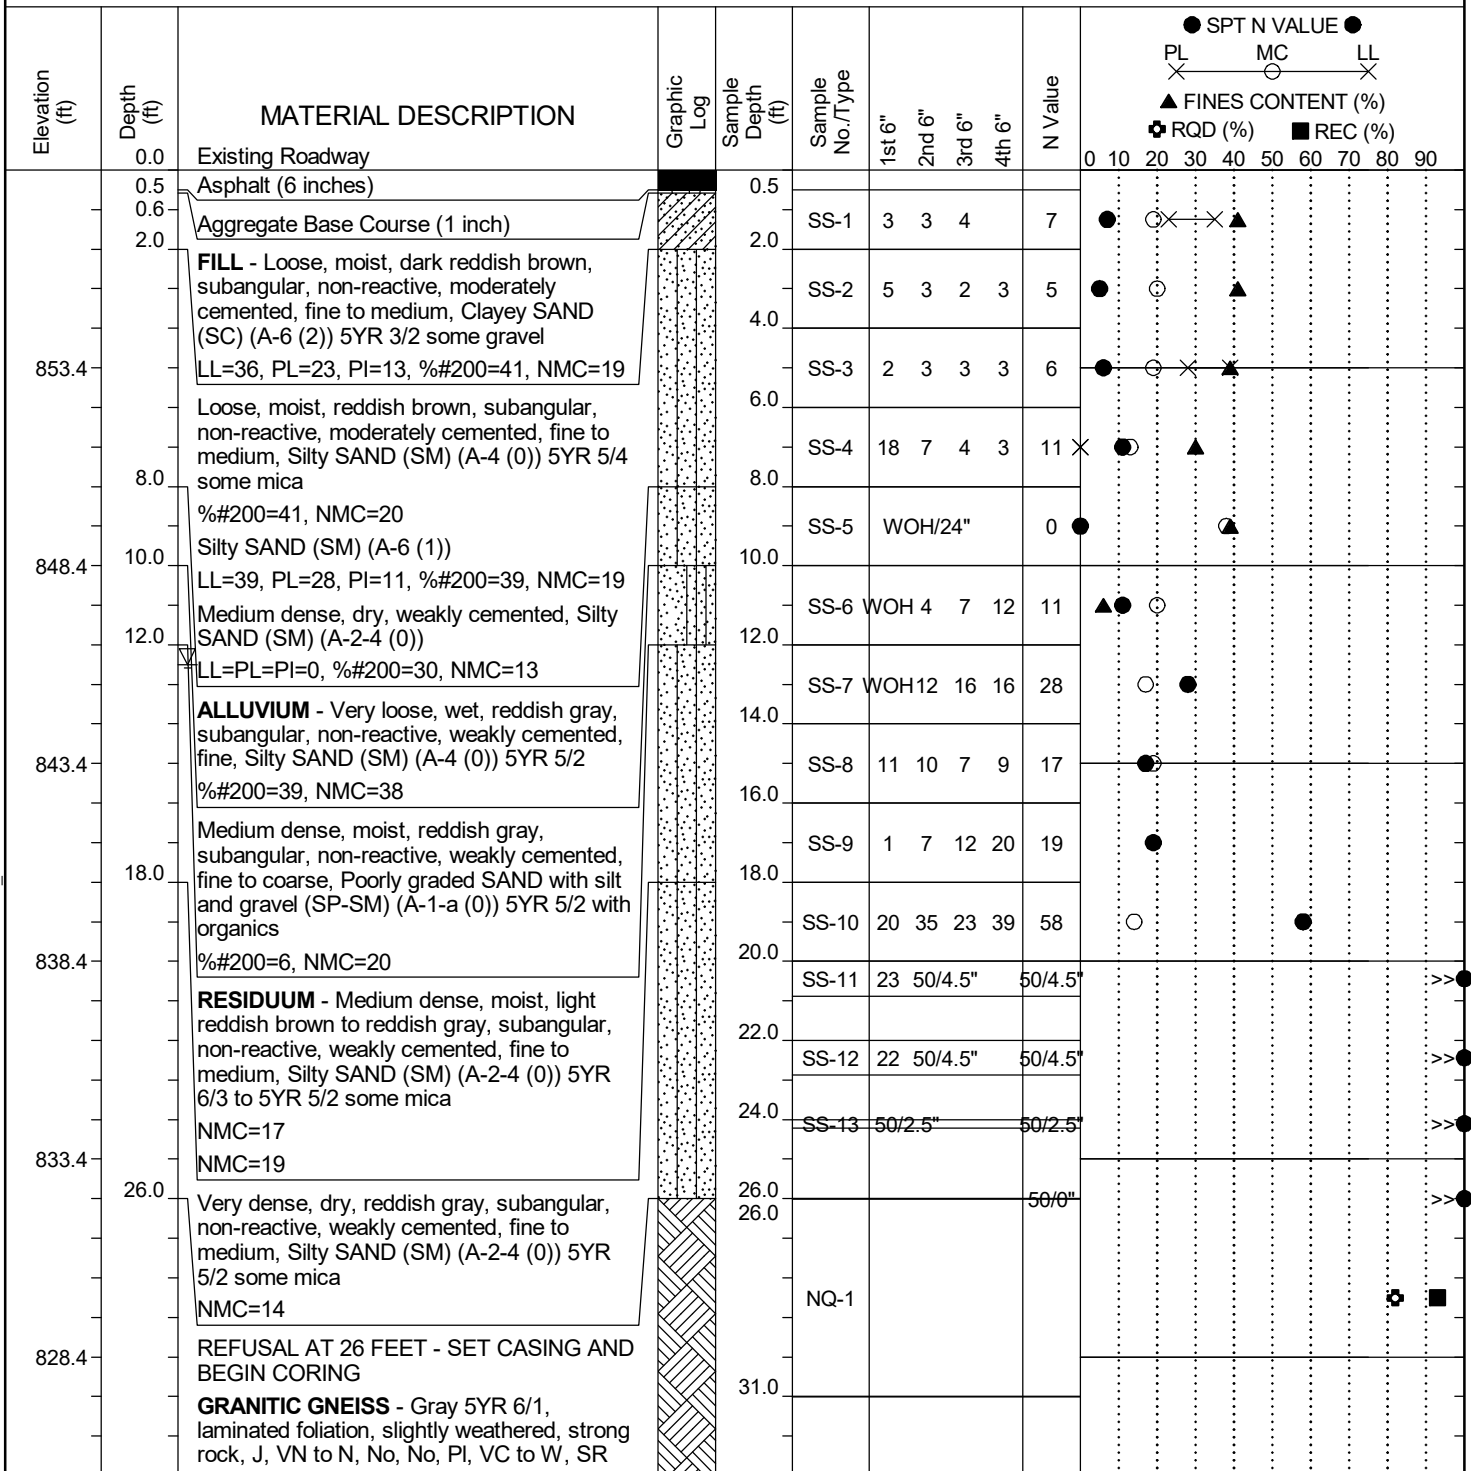 Elevation (ft)
Depth (ft)
MATERIAL DESCRIPTION
Graphic Log
Sample Depth (ft)
Sample No./Type
1st 6"
2nd 6"
3rd 6"
4th 6"
N Value
SPT N VALUE
PL MC LL
FINES CONTENT (%)
RQD (%) REC (%)
0 10 20 30 40 50 60 70 80 90
0.0 Existing Roadway
0.5 Asphalt (6 inches)
0.6
Aggregate Base Course (1 inch)
2.0
FILL - Loose, moist, dark reddish brown,
subangular, non-reactive, moderately
cemented, fine to medium, Clayey SAND
(SC) (A-6 (2)) 5YR 3/2 some gravel
LL=36, PL=23, PI=13, %#200=41, NMC=19
Loose, moist, reddish brown, subangular,
non-reactive, moderately cemented, fine to
medium, Silty SAND (SM) (A-4 (0)) 5YR 5/4
some mica
%#200=41, NMC=20
Silty SAND (SM) (A-6 (1))
LL=39, PL=28, PI=11, %#200=39, NMC=19
Medium dense, dry, weakly cemented, Silty
SAND (SM) (A-2-4 (0))
LL=PL=PI=0, %#200=30, NMC=13
ALLUVIUM - Very loose, wet, reddish gray,
subangular, non-reactive, weakly cemented,
fine, Silty SAND (SM) (A-4 (0)) 5YR 5/2
%#200=39, NMC=38
Medium dense, moist, reddish gray,
subangular, non-reactive, weakly cemented,
fine to coarse, Poorly graded SAND with silt
and gravel (SP-SM) (A-1-a (0)) 5YR 5/2 with
organics
%#200=6, NMC=20
RESIDUUM - Medium dense, moist, light
reddish brown to reddish gray, subangular,
non-reactive, weakly cemented, fine to
medium, Silty SAND (SM) (A-2-4 (0)) 5YR
6/3 to 5YR 5/2 some mica
NMC=17
NMC=19
Very dense, dry, reddish gray, subangular,
non-reactive, weakly cemented, fine to
medium, Silty SAND (SM) (A-2-4 (0)) 5YR
5/2 some mica
NMC=14
REFUSAL AT 26 FEET - SET CASING AND
BEGIN CORING
GRANITIC GNEISS - Gray 5YR 6/1,
laminated foliation, slightly weathered, strong
rock, J, VN to N, No, No, Pl, VC to W, SR
853.4
848.4
843.4
838.4
833.4
828.4
8.0
10.0
12.0
18.0
26.0
0.5
SS-1 3 3 4 7
2.0
SS-2 5 3 2 3 5
4.0
SS-3 2 3 3 3 6
6.0
SS-4 18 7 4 3 11
8.0
SS-5 WOH/24" 0
10.0
SS-6 WOH 4 7 12 11
12.0
SS-7 WOH 12 16 16 28
14.0
SS-8 11 10 7 9 17
16.0
SS-9 1 7 12 20 19
18.0
SS-10 20 35 23 39 58
20.0
SS-11 23 50/4.5" 50/4.5" >>
22.0
SS-12 22 50/4.5" 50/4.5" >>
24.0
SS-13 50/2.5" 50/2.5" >>
26.0
50/0" >>
26.0
NQ-1
31.0